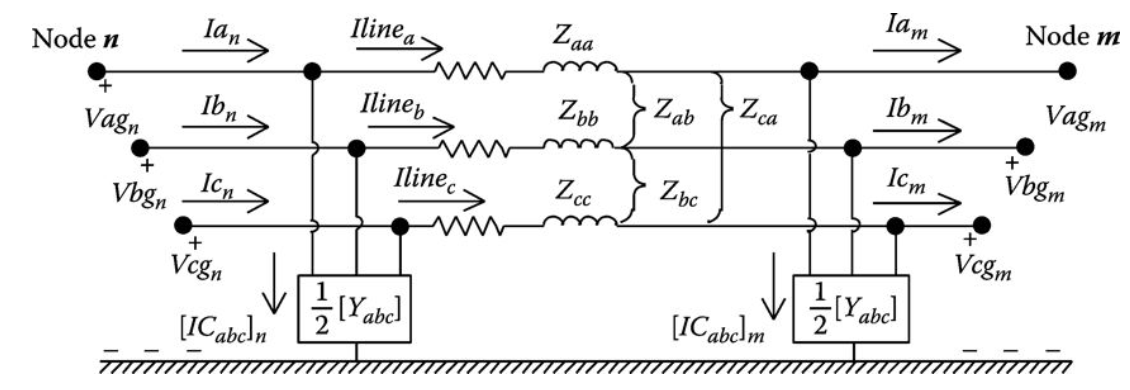 Node n
Ia_n
Iline_a
Z_aa
Ia_m
Node m
+
Vag_n
Ib_n
Iline_b
Z_bb
Z_ab
Z_ca
Ib_m
Vag_m
+
Vbg_n
Ic_n
Iline_c
Z_cc
Z_bc
Ic_m
+
Vbg_m
+
Vcg_n
+
Vcg_m
[IC_abc]_n
1/2 [Y_abc]
[IC_abc]_m
1/2 [Y_abc]
– – –
– – –